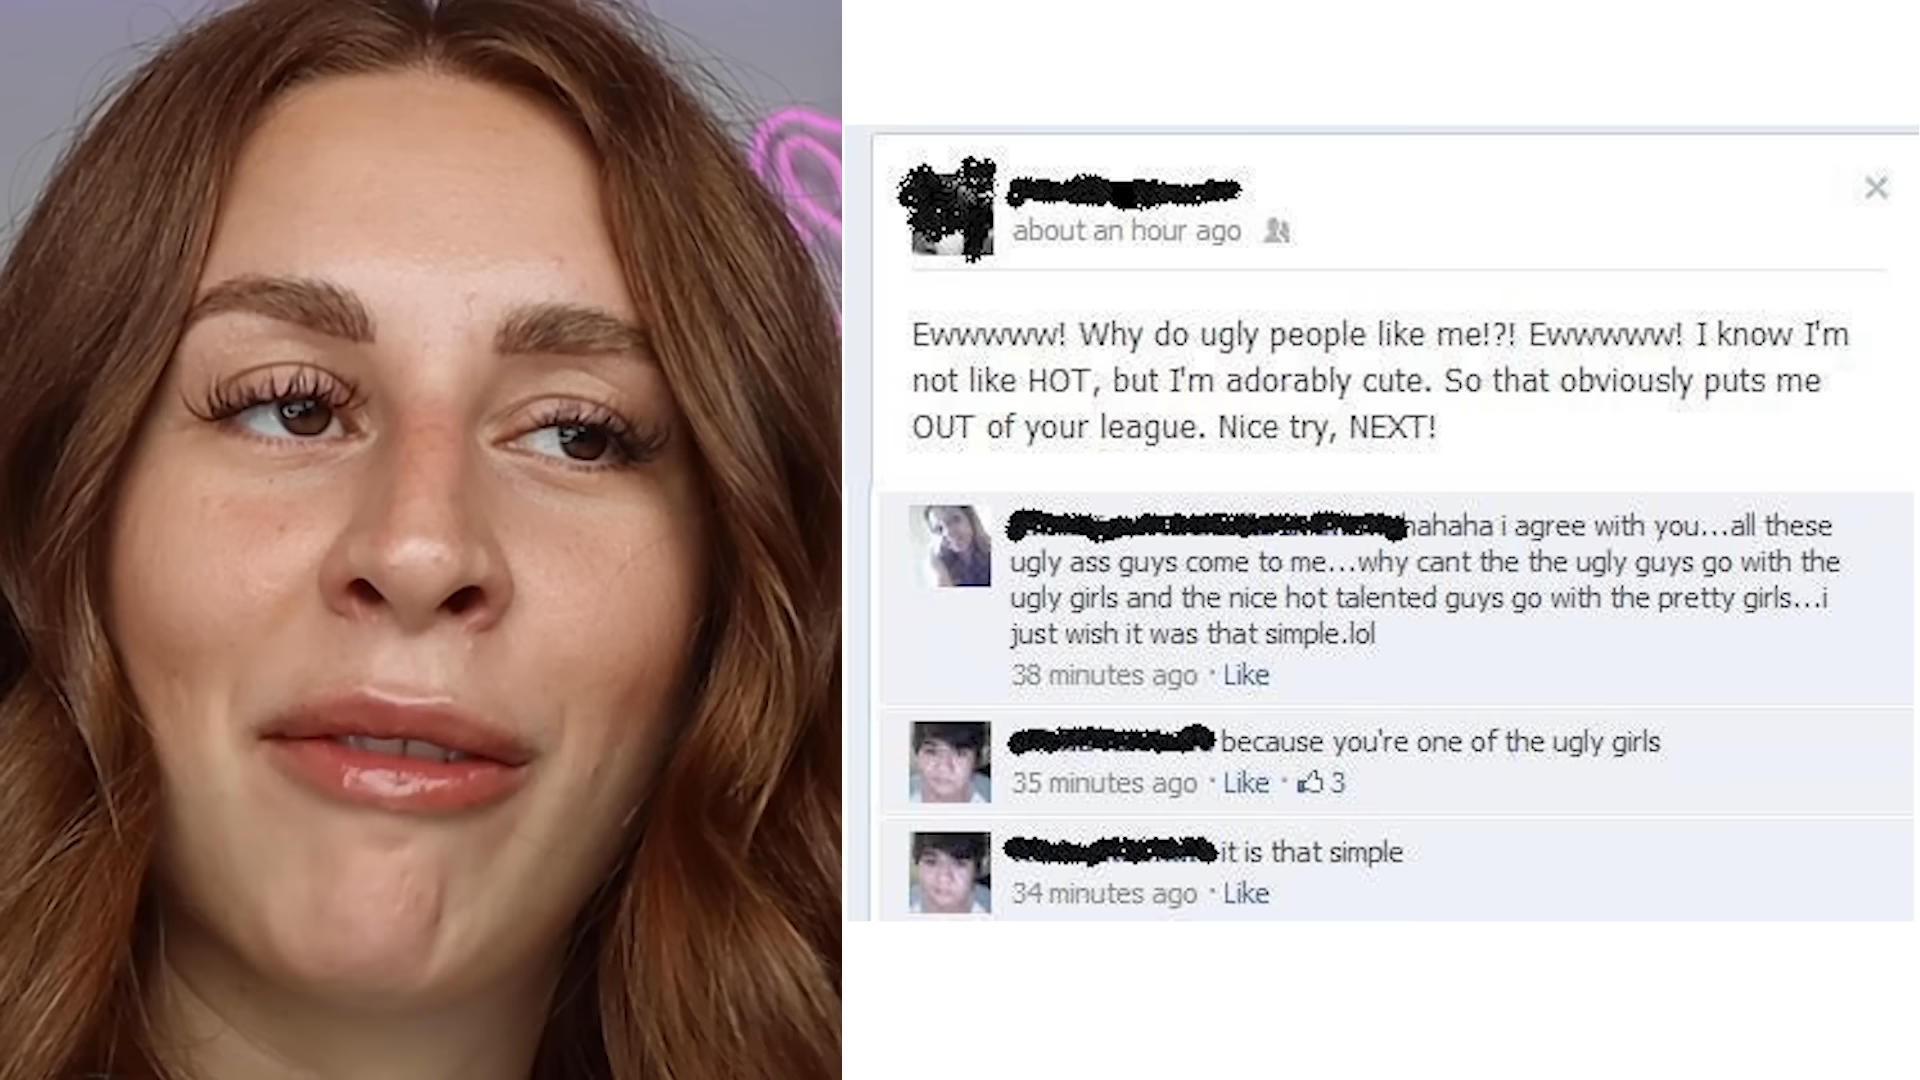 about an hour ago
Ewwwww! Why do ugly people like me!?! Ewwwww! I know I'm
not like HOT, but I'm adorably cute. So that obviously puts me
OUT of your league. Nice try, NEXT!
hahaha i agree with you...all these
ugly ass guys come to me...why cant the the ugly guys go with the
ugly girls and the nice hot talented guys go with the pretty girls...i
just wish it was that simple.lol
38 minutes ago · Like
because you're one of the ugly girls
35 minutes ago · Like · 3
it is that simple
34 minutes ago · Like